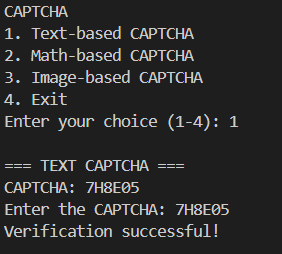 CAPTCHA
1. Text-based CAPTCHA
2. Math-based CAPTCHA
3. Image-based CAPTCHA
4. Exit
Enter your choice (1-4): 1
=== TEXT CAPTCHA ===
CAPTCHA: 7H8E05
Enter the CAPTCHA: 7H8E05
Verification successful!